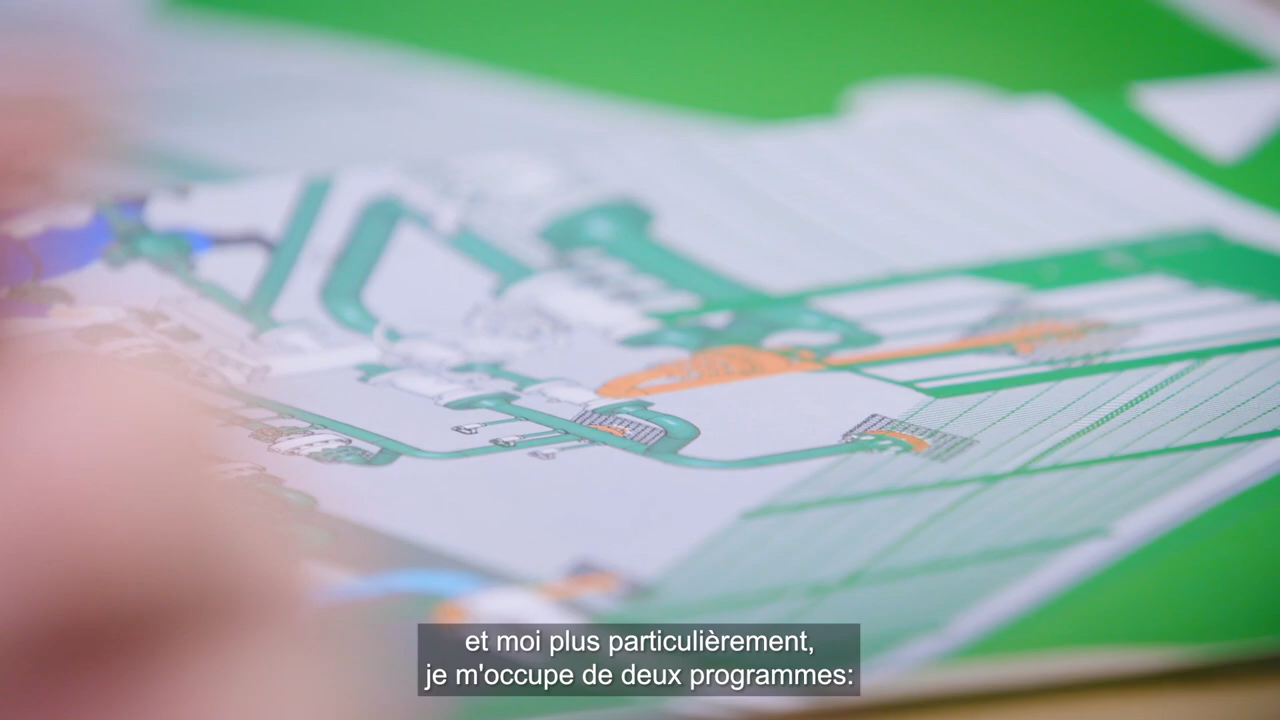 et moi plus particulièrement,
je m'occupe de deux programmes: